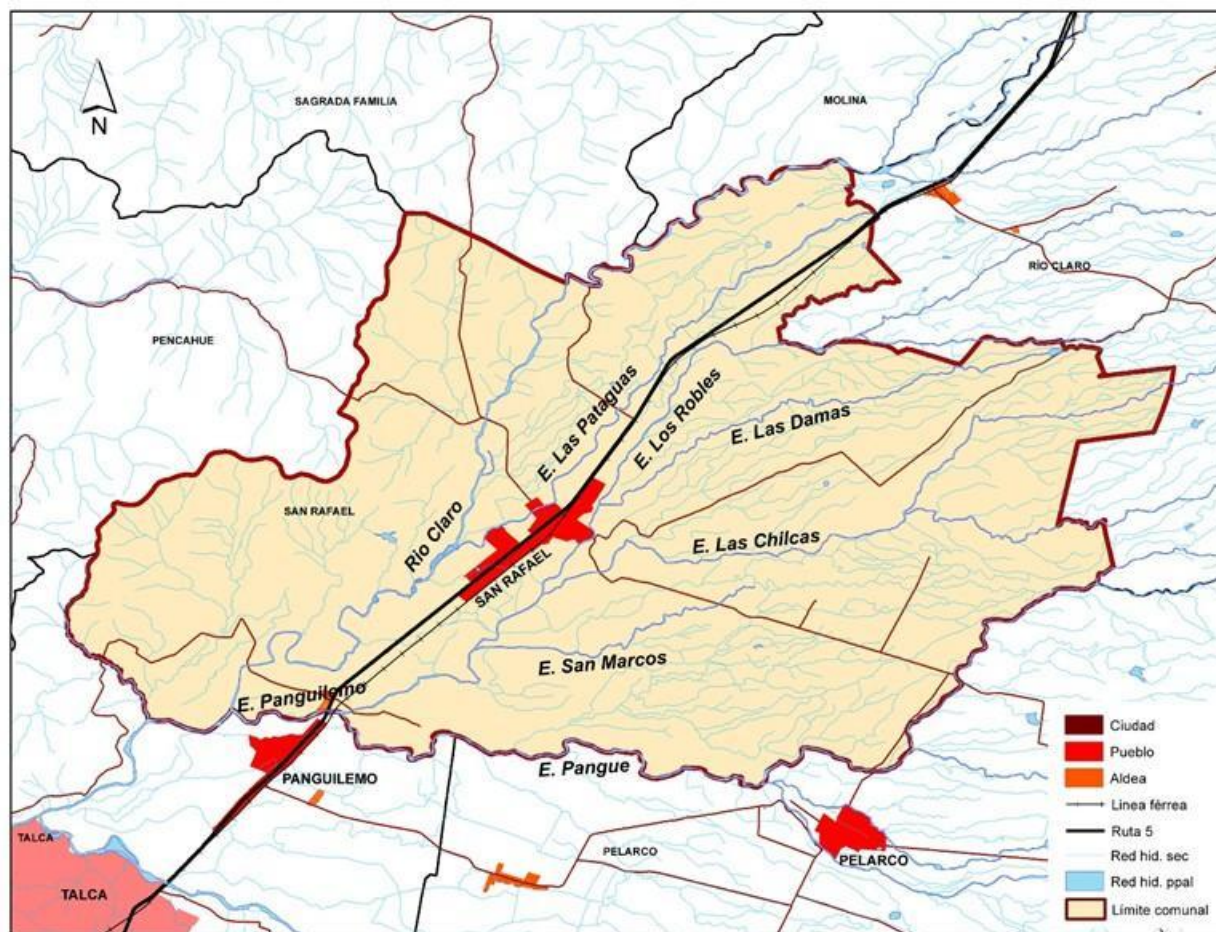 SAGRADA FAMILIA
MOLINA
N
RÍO CLARO
PENCAHUE
E. Las Pataguas
E. Los Robles
E. Las Damas
SAN RAFAEL
Rio Claro
E. Las Chilcas
SAN RAFAEL
E. San Marcos
E. Panguilemo
E. Pangue
PANGUILEMO
TALCA
PELARCO
PELARCO
TALCA
Ciudad
Pueblo
Aldea
Linea férrea
Ruta 5
Red hid. sec
Red hid. ppal
Límite comunal